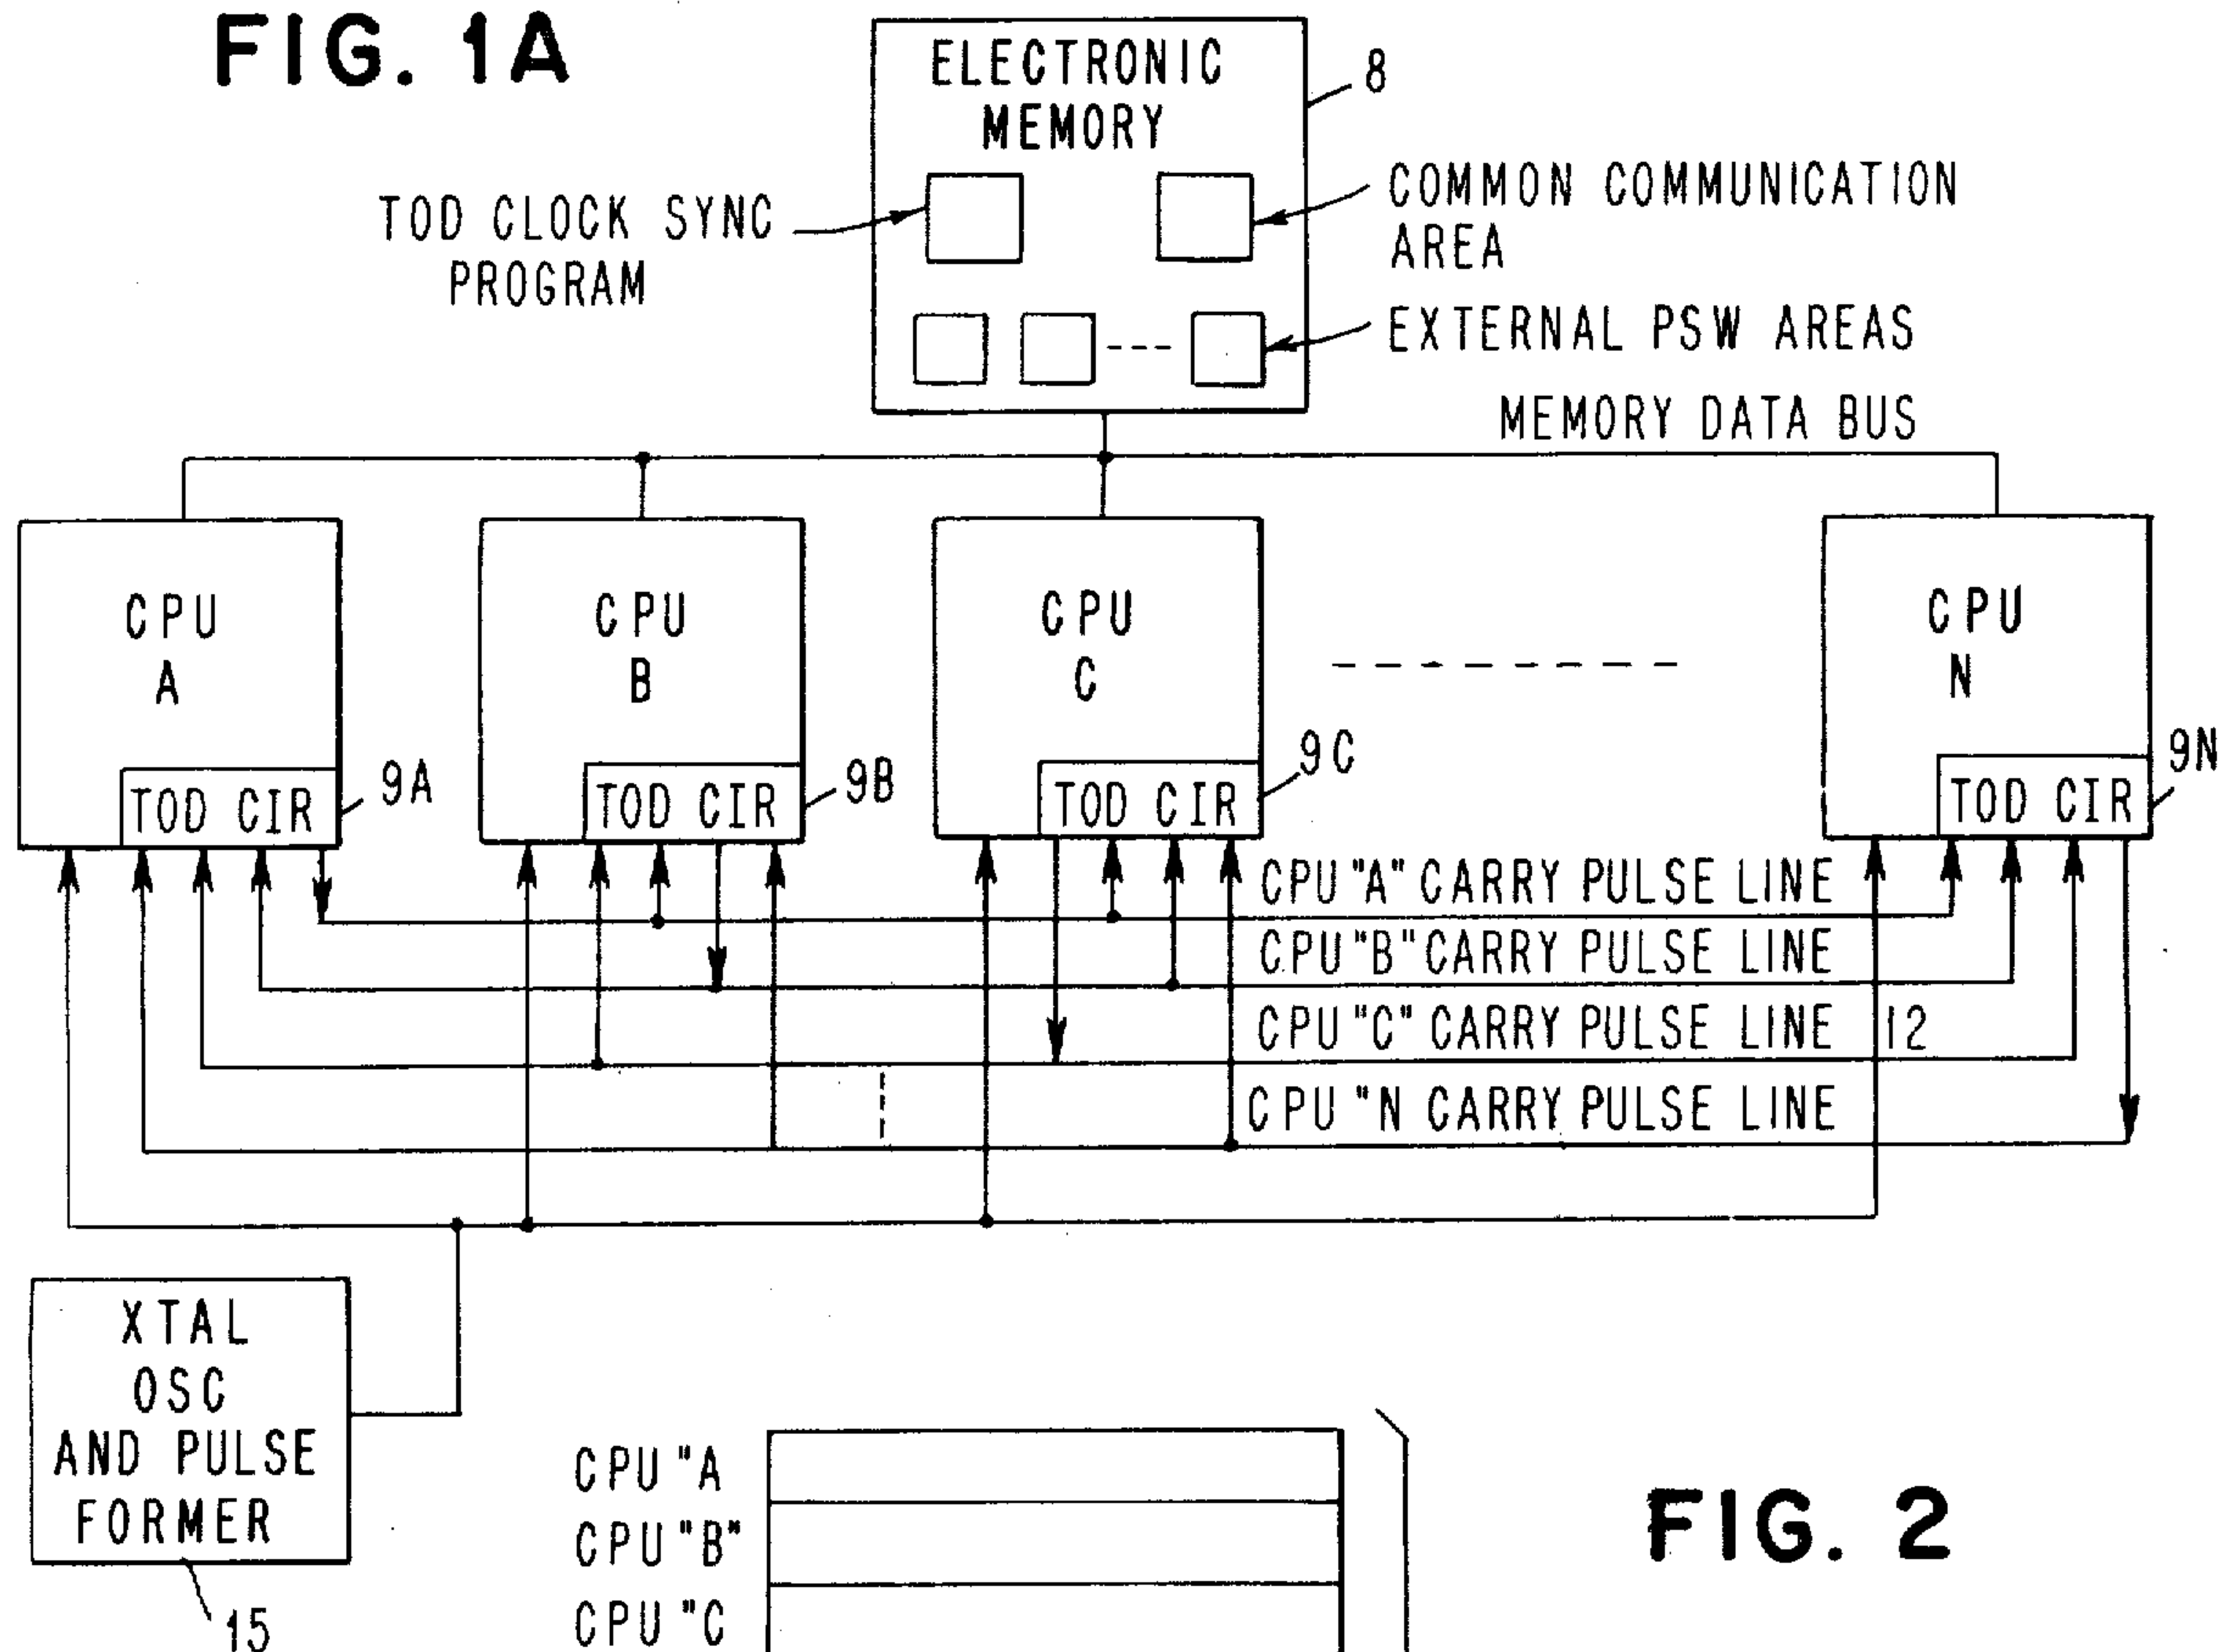 FIG. 1A
ELECTRONIC
MEMORY
8
TOD CLOCK SYNC
PROGRAM
COMMON COMMUNICATION
AREA
EXTERNAL PSW AREAS
MEMORY DATA BUS
CPU
A
CPU
B
CPU
C
CPU
N
TOD CIR
9A
TOD CIR
9B
TOD CIR
9C
TOD CIR
9N
CPU "A" CARRY PULSE LINE
CPU "B" CARRY PULSE LINE
CPU "C" CARRY PULSE LINE
12
CPU "N CARRY PULSE LINE
XTAL
OSC
AND PULSE
FORMER
15
CPU "A
CPU "B"
CPU "C
FIG. 2